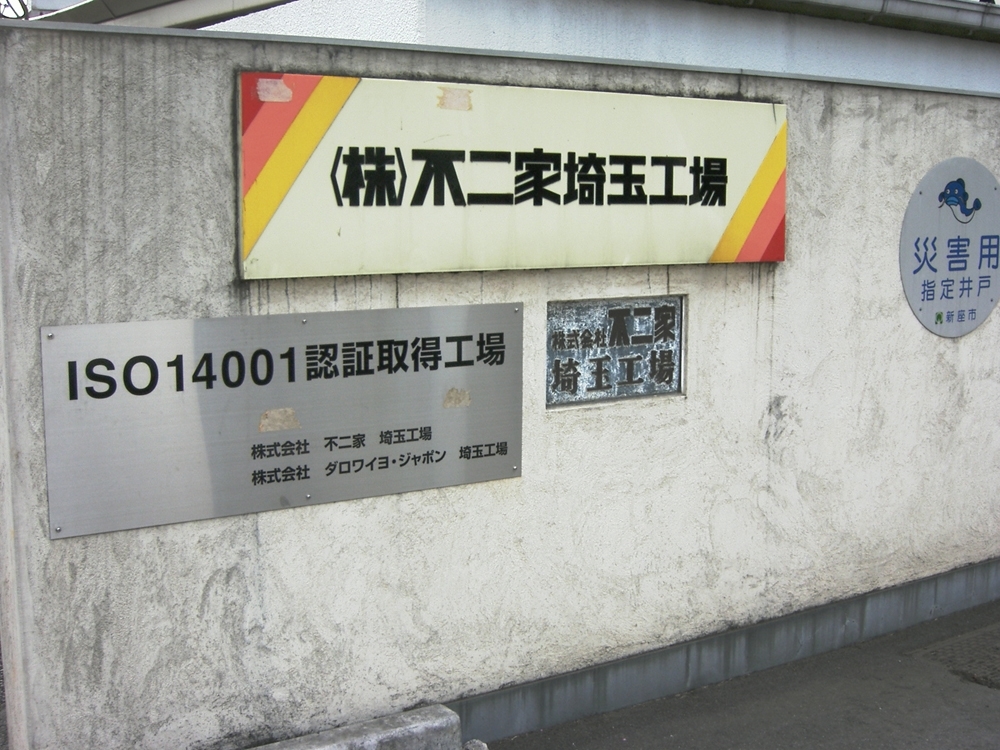 〈株〉不二家埼玉工場
ISO14001認証取得工場
株式会社　不二家　埼玉工場
株式会社　ダロワイヨ・ジャポン　埼玉工場
株式会社不二家
埼玉工場
災害用
指定井戸
新座市